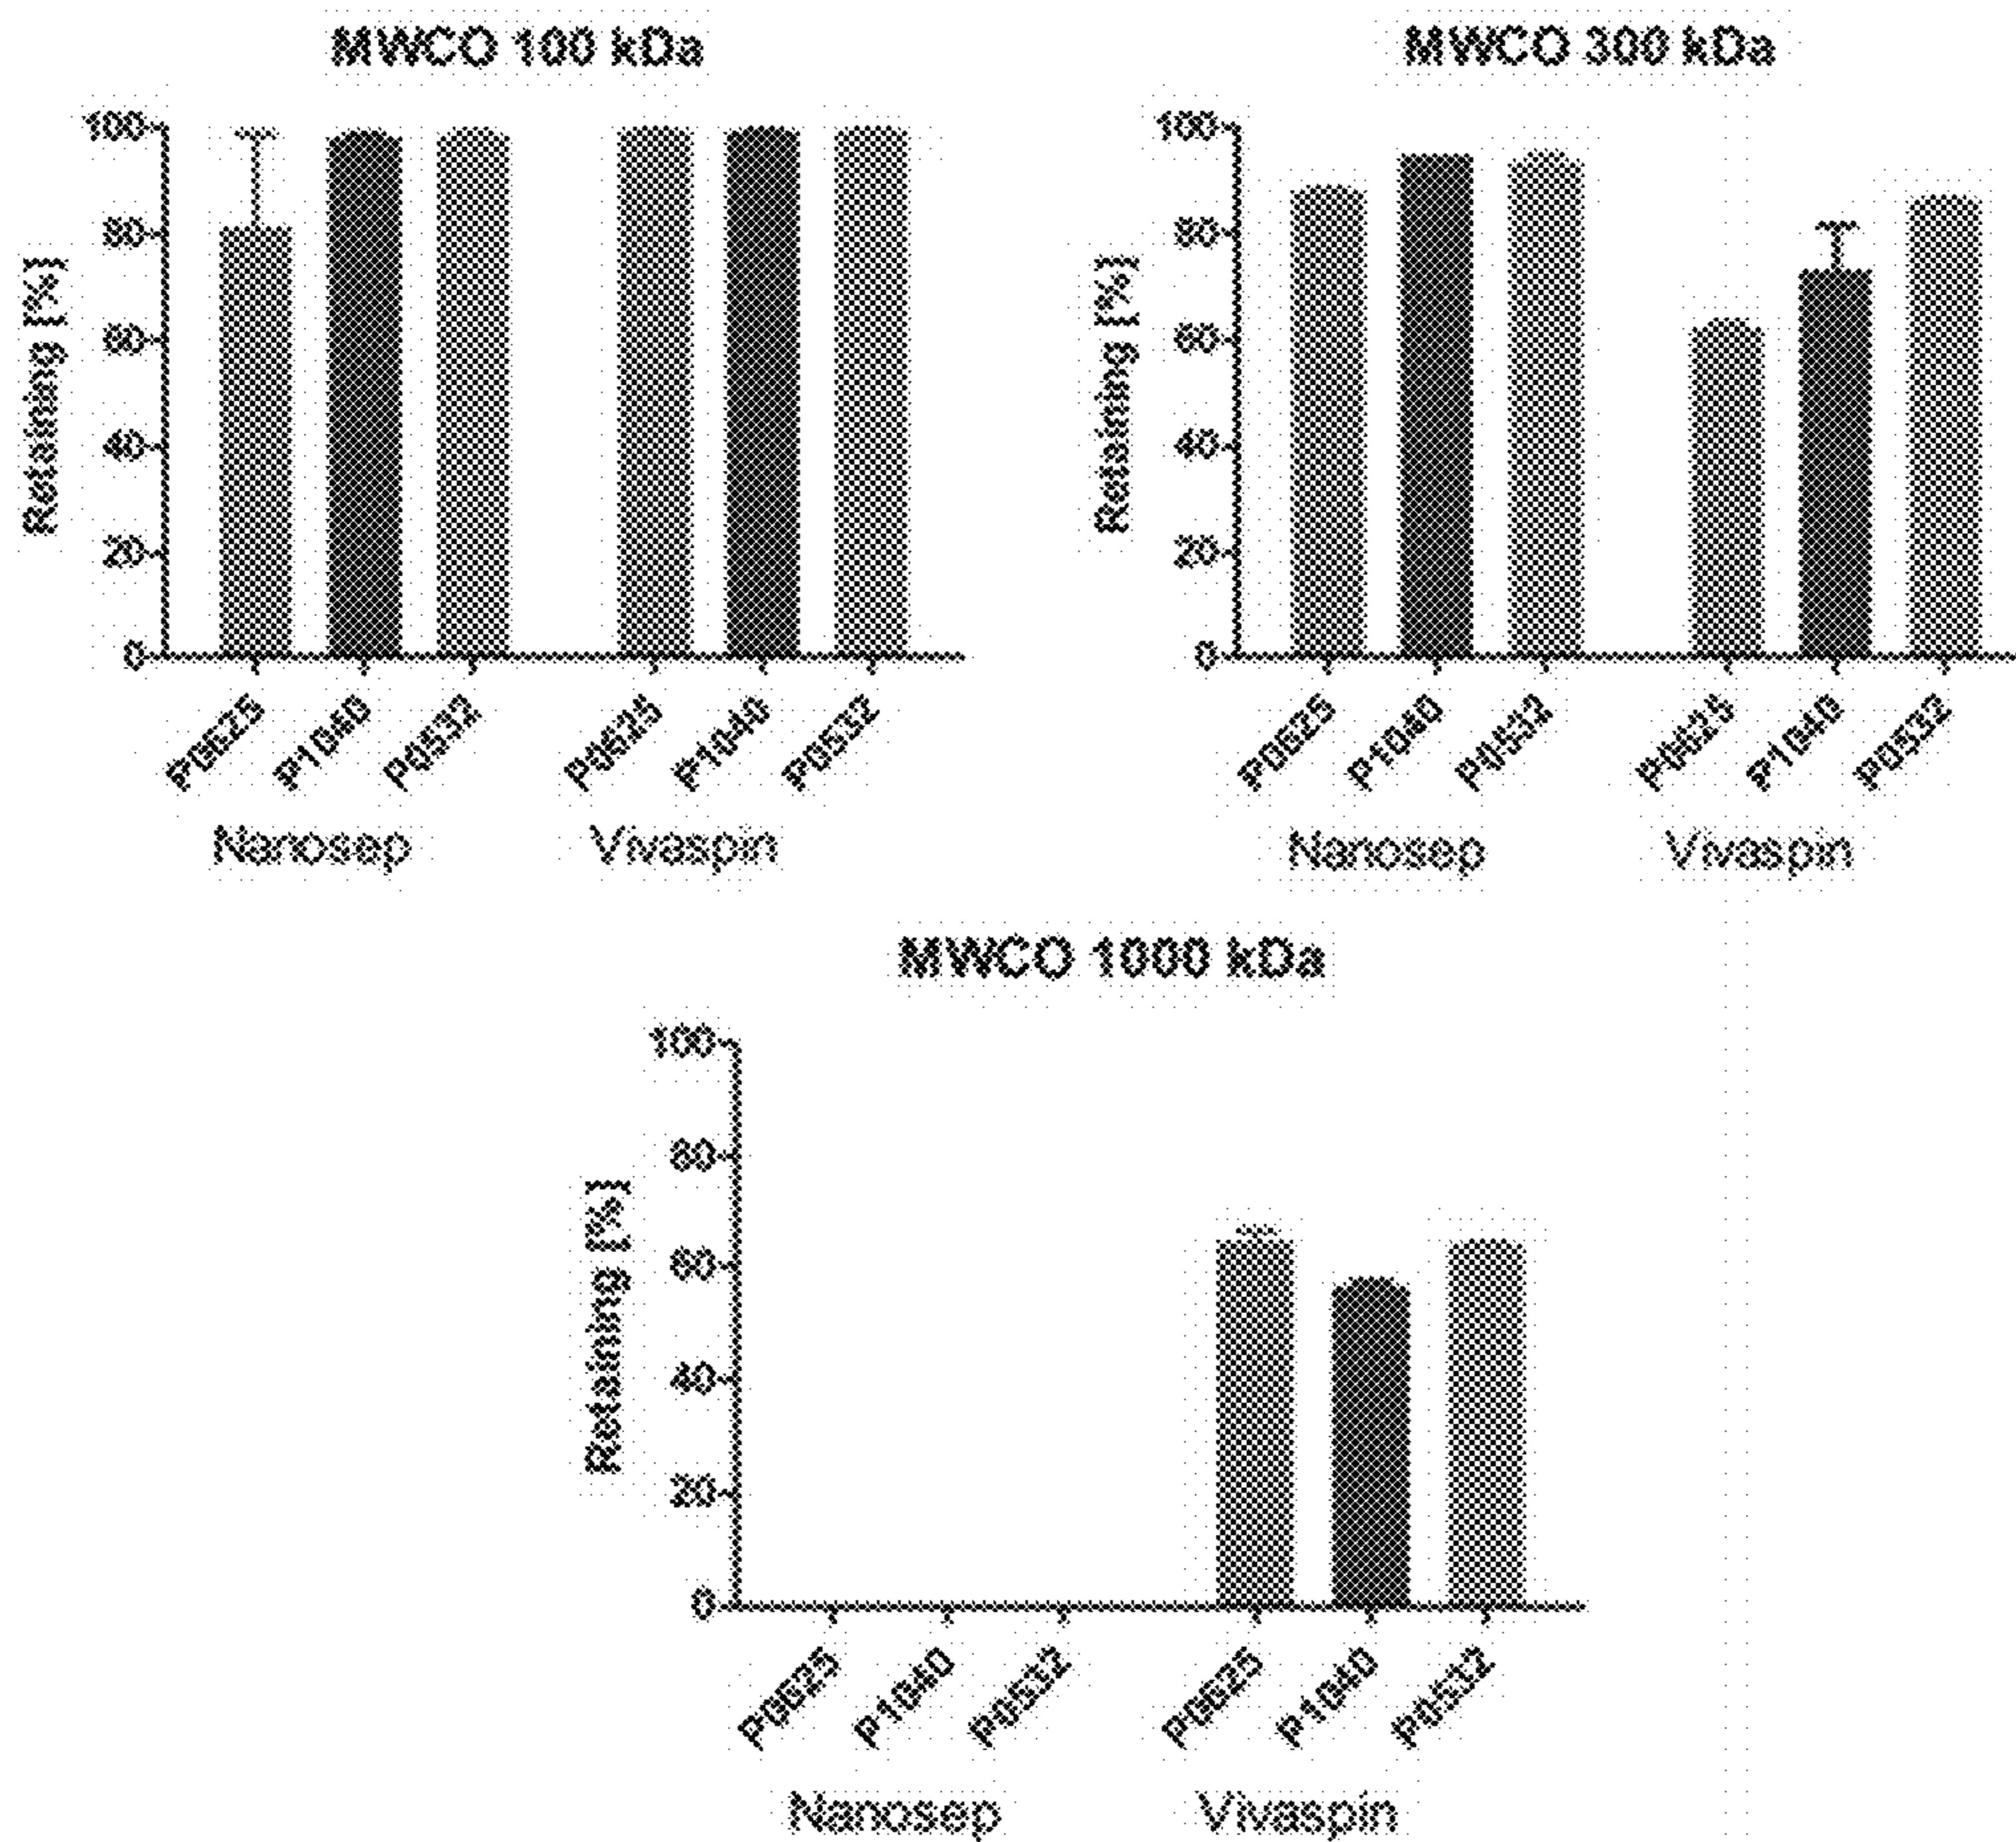 MWCO 100 kDa
Retaining [%]
100
80
60
40
20
0
P0625 P1040 P0532 P0625 P1040 P0532
Nanosep Vivaspin
MWCO 300 kDa
Retaining [%]
100
80
60
40
20
0
P0625 P1040 P0532 P0625 P1040 P0532
Nanosep Vivaspin
MWCO 1000 kDa
Retaining [%]
100
80
60
40
20
0
P0625 P1040 P0532 P0625 P1040 P0532
Nanosep Vivaspin